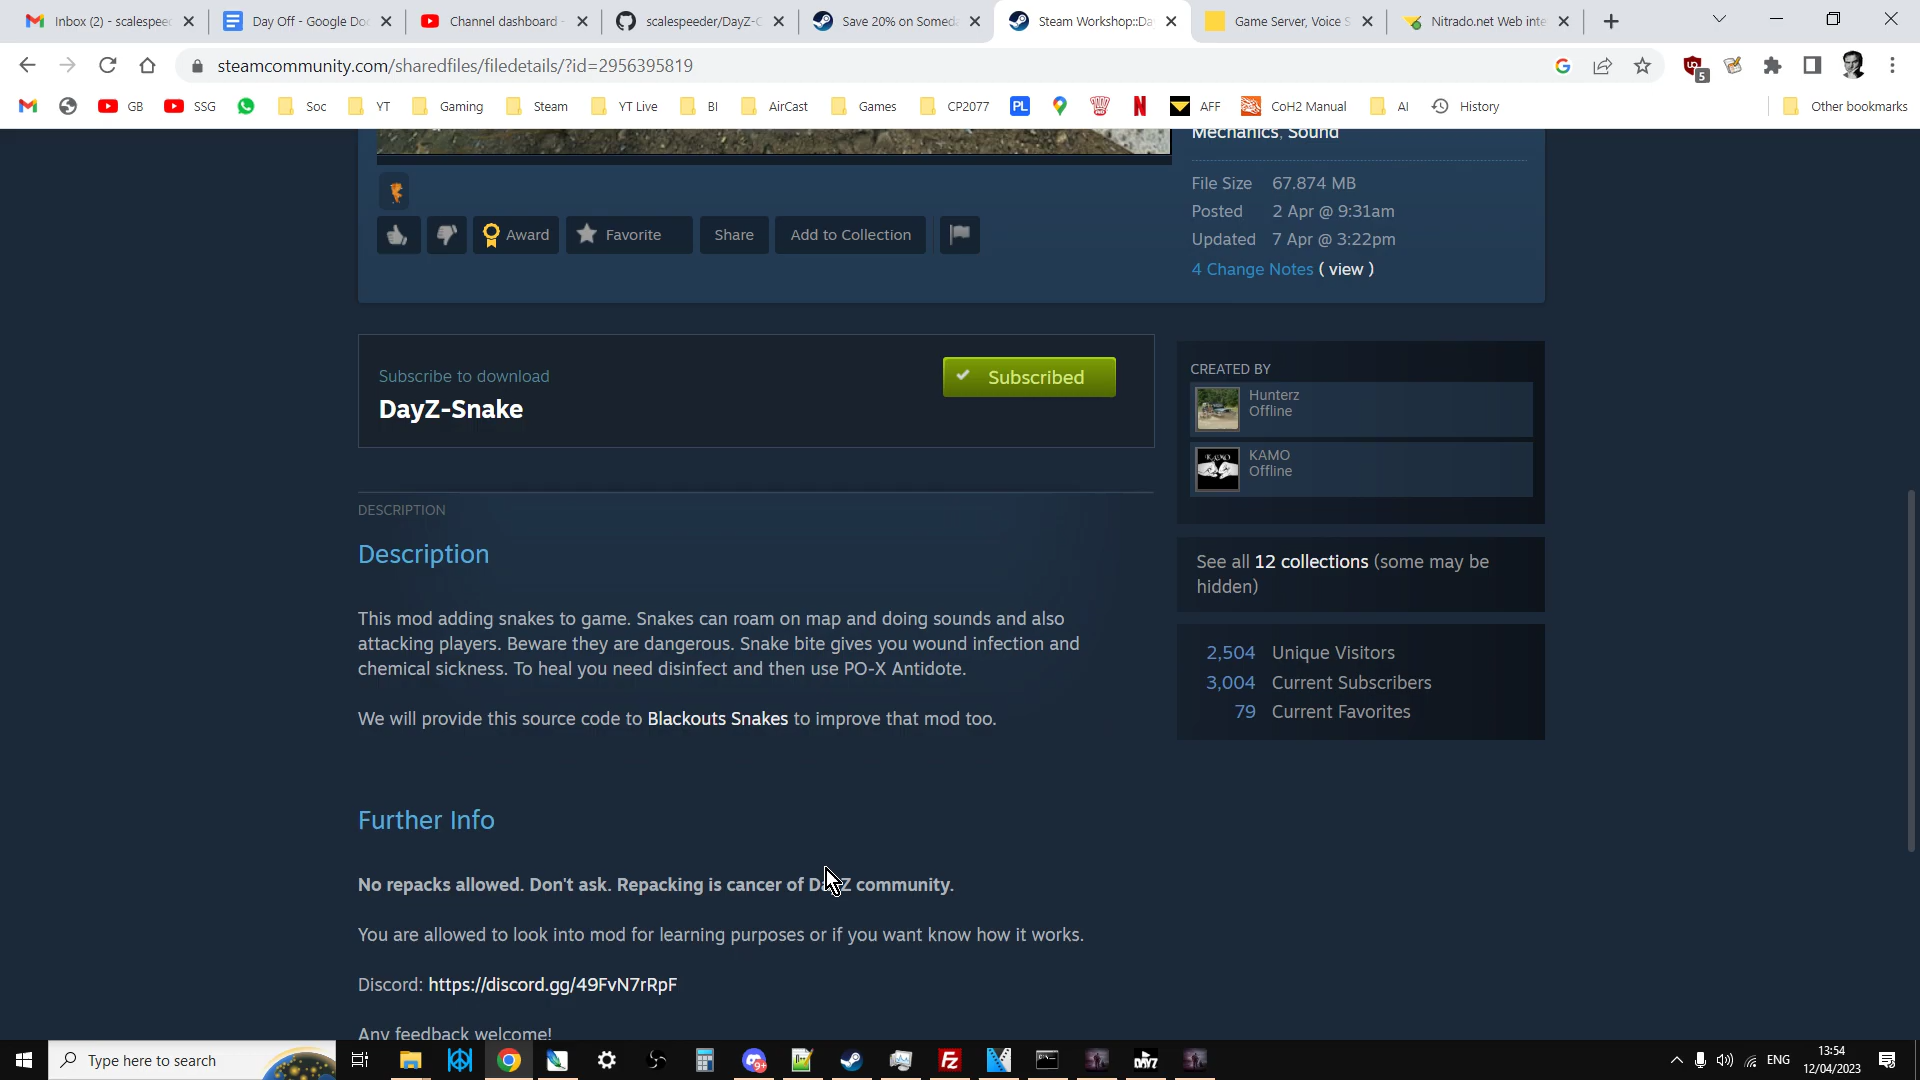 Inbox (2) - scalespee
Day Off - Google Do
Channel dashboard -
scalespeeder/DayZ-C
Save 20% on Someda
Steam Workshop::Da
Game Server, Voice S
Nitrado.net Web inte
steamcommunity.com/sharedfiles/filedetails/?id=2956395819
5
GB
SSG
Soc
YT
Gaming
Steam
YT Live
BI
AirCast
Games
CP2077
PL
AFF
CoH2 Manual
AI
History
Other bookmarks
Mechanics, Sound
File Size 67.874 MB
Posted 2 Apr @ 9:31am
Updated 7 Apr @ 3:22pm
4 Change Notes ( view )
Award
Favorite
Share
Add to Collection
Subscribe to download
DayZ-Snake
Subscribed
CREATED BY
Hunterz
Offline
KAMO
Offline
See all 12 collections (some may be
hidden)
2,504 Unique Visitors
3,004 Current Subscribers
79 Current Favorites
DESCRIPTION
Description
This mod adding snakes to game. Snakes can roam on map and doing sounds and also
attacking players. Beware they are dangerous. Snake bite gives you wound infection and
chemical sickness. To heal you need disinfect and then use PO-X Antidote.
We will provide this source code to Blackouts Snakes to improve that mod too.
Further Info
No repacks allowed. Don't ask. Repacking is cancer of DayZ community.
You are allowed to look into mod for learning purposes or if you want know how it works.
Discord: https://discord.gg/49FvN7rRpF
Any feedback welcome!
Type here to search
9+
Fz
DAYZ
ENG
13:54
12/04/2023